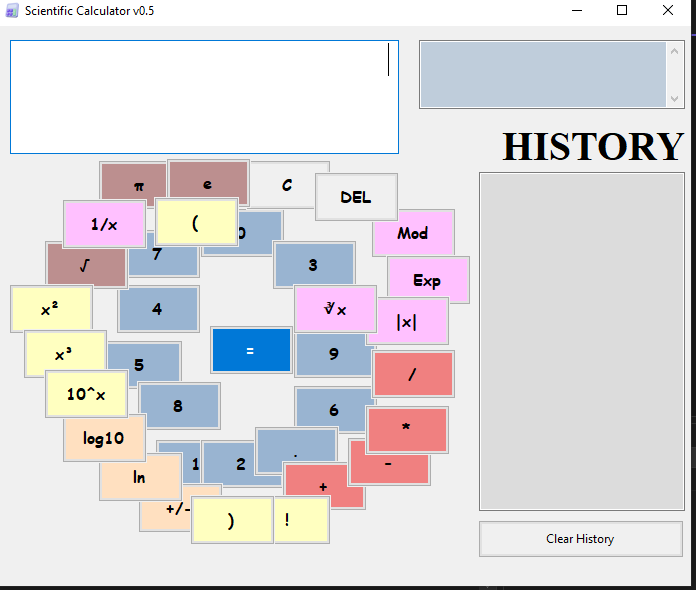 Scientific Calculator v0.5
HISTORY
π
e
C
DEL
1/x
(
0
Mod
√
7
3
Exp
x²
4
∛x
|x|
=
x³
5
9
/
10^x
8
6
*
log10
1
2
.
-
ln
+
+/-
)
!
Clear History